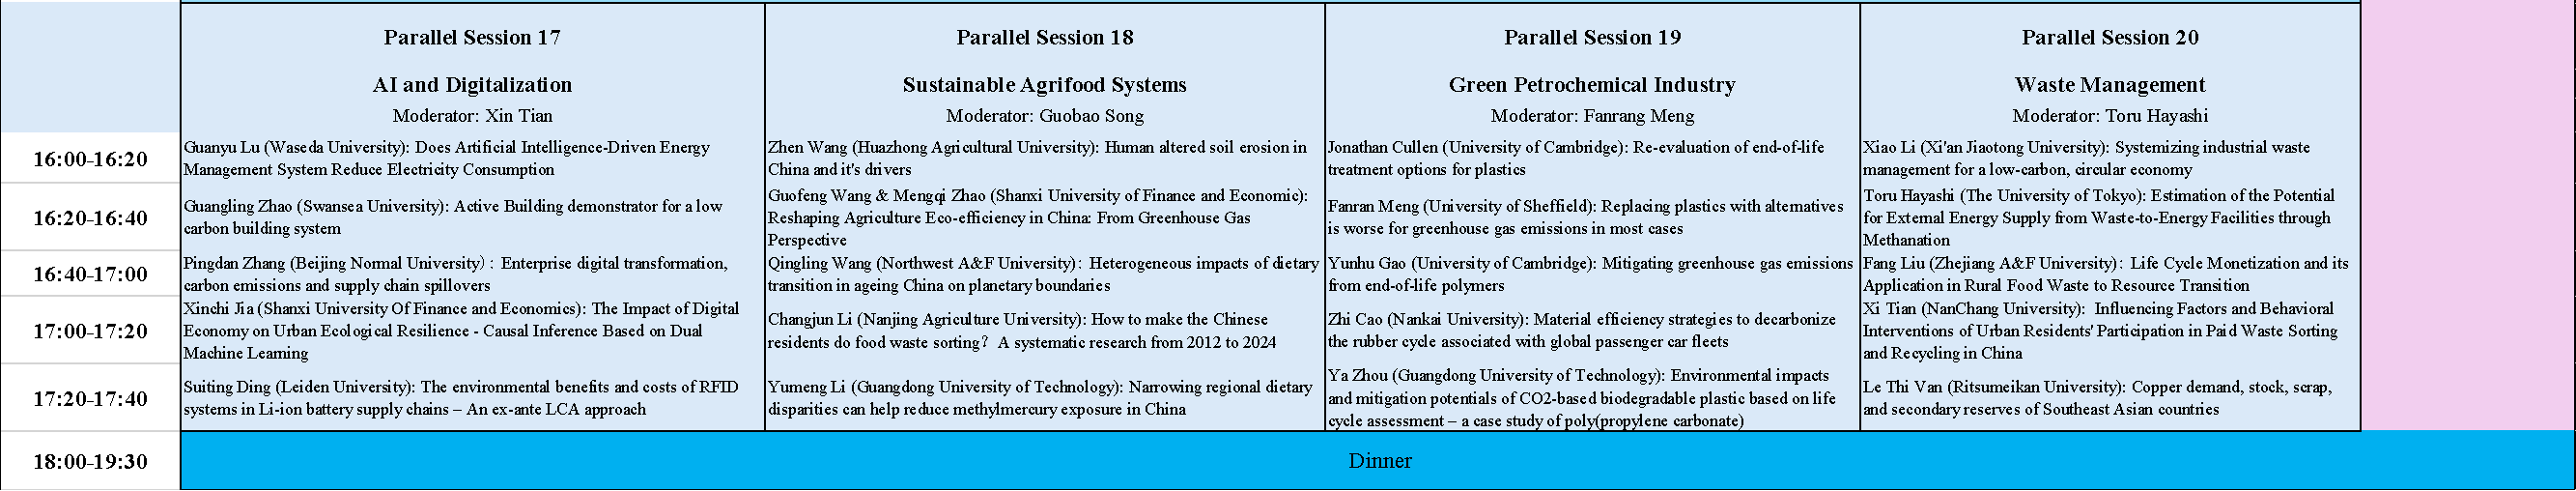 Parallel Session 17
AI and Digitalization
Moderator: Xin Tian
Parallel Session 18
Sustainable Agrifood Systems
Moderator: Guobao Song
Parallel Session 19
Green Petrochemical Industry
Moderator: Fanrang Meng
Parallel Session 20
Waste Management
Moderator: Toru Hayashi
16:00-16:20
Guanyu Lu (Waseda University): Does Artificial Intelligence-Driven Energy
Management System Reduce Electricity Consumption
Zhen Wang (Huazhong Agricultural University): Human altered soil erosion in
China and it's drivers
Jonathan Cullen (University of Cambridge): Re-evaluation of end-of-life
treatment options for plastics
Xiao Li (Xi'an Jiaotong University): Systemizing industrial waste
management for a low-carbon, circular economy
16:20-16:40
Guangling Zhao (Swansea University): Active Building demonstrator for a low
carbon building system
Guofeng Wang & Mengqi Zhao (Shanxi University of Finance and Economic):
Reshaping Agriculture Eco-efficiency in China: From Greenhouse Gas
Perspective
Fanran Meng (University of Sheffield): Replacing plastics with alternatives
is worse for greenhouse gas emissions in most cases
Toru Hayashi (The University of Tokyo): Estimation of the Potential
for External Energy Supply from Waste-to-Energy Facilities through
Methanation
16:40-17:00
Pingdan Zhang (Beijing Normal University）：Enterprise digital transformation,
carbon emissions and supply chain spillovers
Qingling Wang (Northwest A&F University)：Heterogeneous impacts of dietary
transition in ageing China on planetary boundaries
Yunhu Gao (University of Cambridge): Mitigating greenhouse gas emissions
from end-of-life polymers
Fang Liu (Zhejiang A&F University)：Life Cycle Monetization and its
Application in Rural Food Waste to Resource Transition
17:00-17:20
Xinchi Jia (Shanxi University Of Finance and Economics): The Impact of Digital
Economy on Urban Ecological Resilience - Causal Inference Based on Dual
Machine Learning
Changjun Li (Nanjing Agriculture University): How to make the Chinese
residents do food waste sorting？A systematic research from 2012 to 2024
Zhi Cao (Nankai University): Material efficiency strategies to decarbonize
the rubber cycle associated with global passenger car fleets
Xi Tian (NanChang University):  Influencing Factors and Behavioral
Interventions of Urban Residents' Participation in Paid Waste Sorting
and Recycling in China
17:20-17:40
Suiting Ding (Leiden University): The environmental benefits and costs of RFID
systems in Li-ion battery supply chains – An ex-ante LCA approach
Yumeng Li (Guangdong University of Technology): Narrowing regional dietary
disparities can help reduce methylmercury exposure in China
Ya Zhou (Guangdong University of Technology): Environmental impacts
and mitigation potentials of CO2-based biodegradable plastic based on life
cycle assessment – a case study of poly(propylene carbonate)
Le Thi Van (Ritsumeikan University): Copper demand, stock, scrap,
and secondary reserves of Southeast Asian countries
18:00-19:30
Dinner